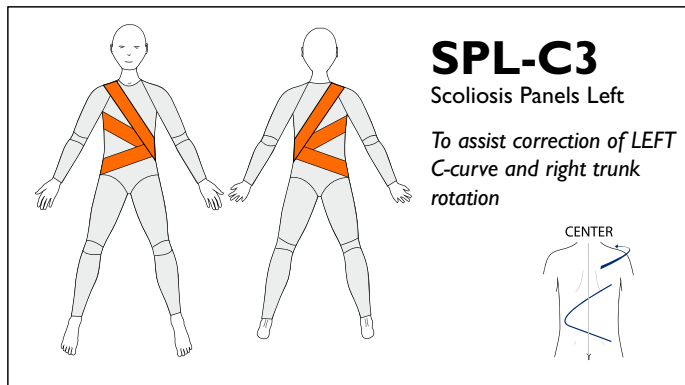 SPL-C3
Scoliosis Panels Left
To assist correction of LEFT
C-curve and right trunk
rotation
CENTER